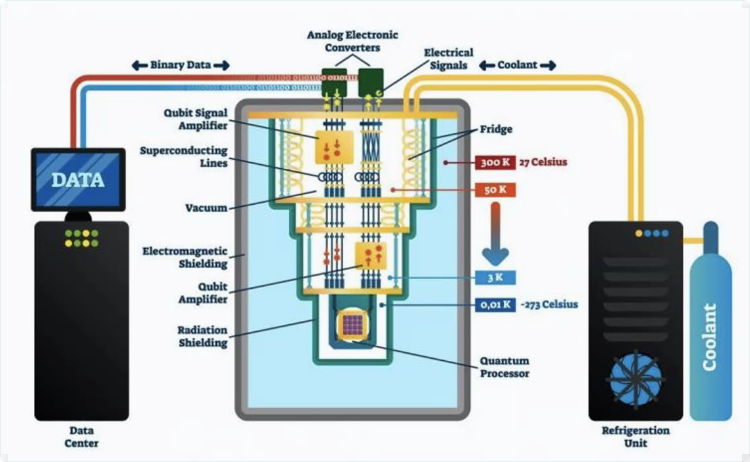 Analog Electronic
Converters
Electrical
Signals
Binary Data
Coolant
Qubit Signal
Amplifier
Fridge
Superconducting
Lines
300 K 27 Celsius
50 K
DATA
Vacuum
Electromagnetic
Shielding
3 K
Qubit
Amplifier
0,01 K -273 Celsius
Radiation
Shielding
Coolant
Quantum
Processor
Data
Center
Refrigeration
Unit